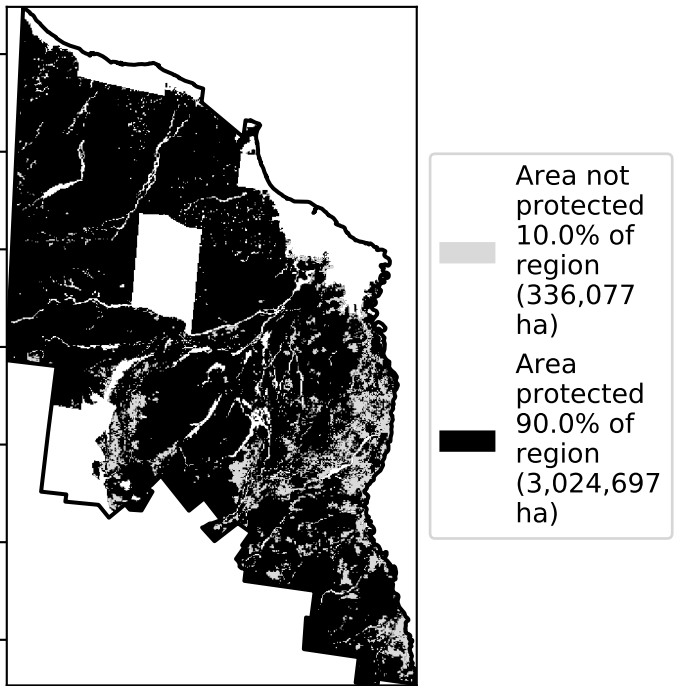 Area not
protected
10.0% of
region
(336,077
ha)
Area
protected
90.0% of
region
(3,024,697
ha)